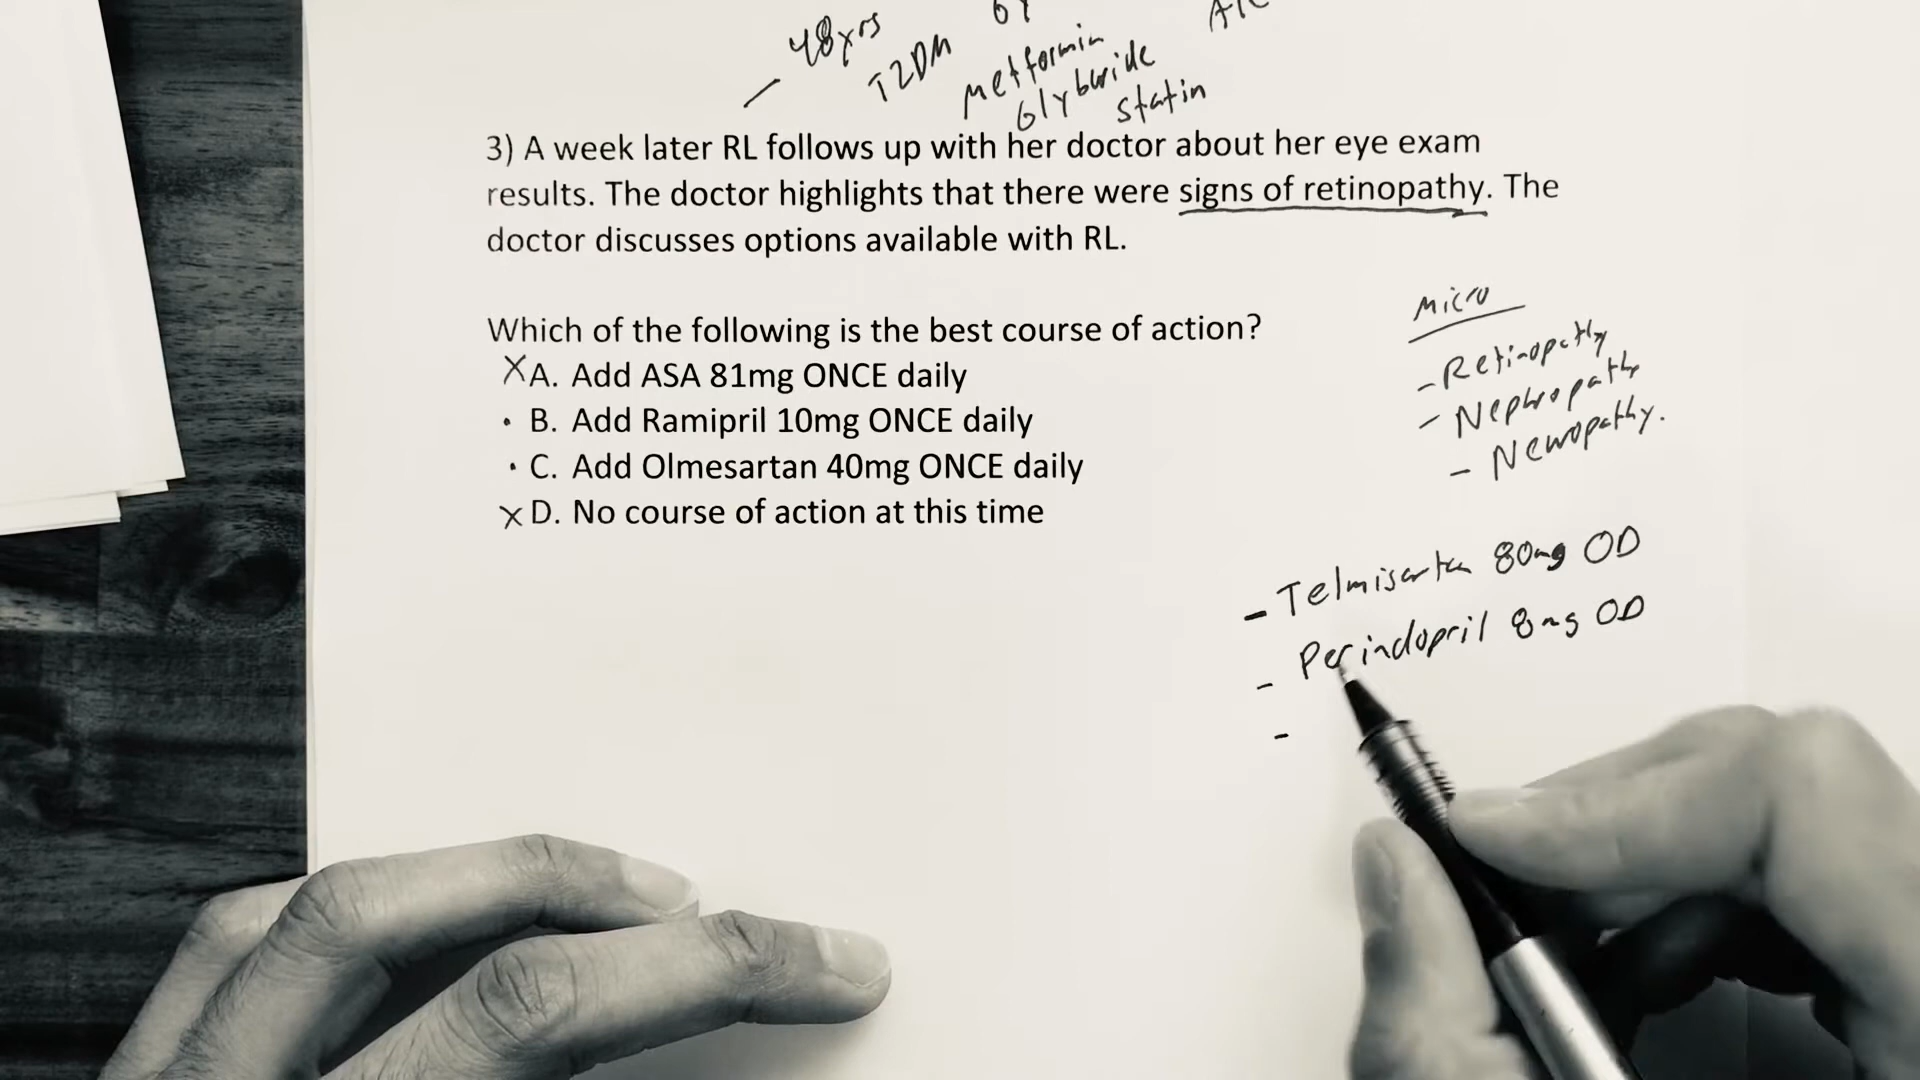 48yrs
T2DM
Metformin
Glyburide
Statin
3) A week later RL follows up with her doctor about her eye exam
results. The doctor highlights that there were signs of retinopathy. The
doctor discusses options available with RL.
Which of the following is the best course of action?
X A. Add ASA 81mg ONCE daily
· B. Add Ramipril 10mg ONCE daily
· C. Add Olmesartan 40mg ONCE daily
X D. No course of action at this time
Micro
- Retinopathy
- Nephropathy
- Neuropathy.
- Telmisartan 80mg OD
- Perindopril 8mg OD
-